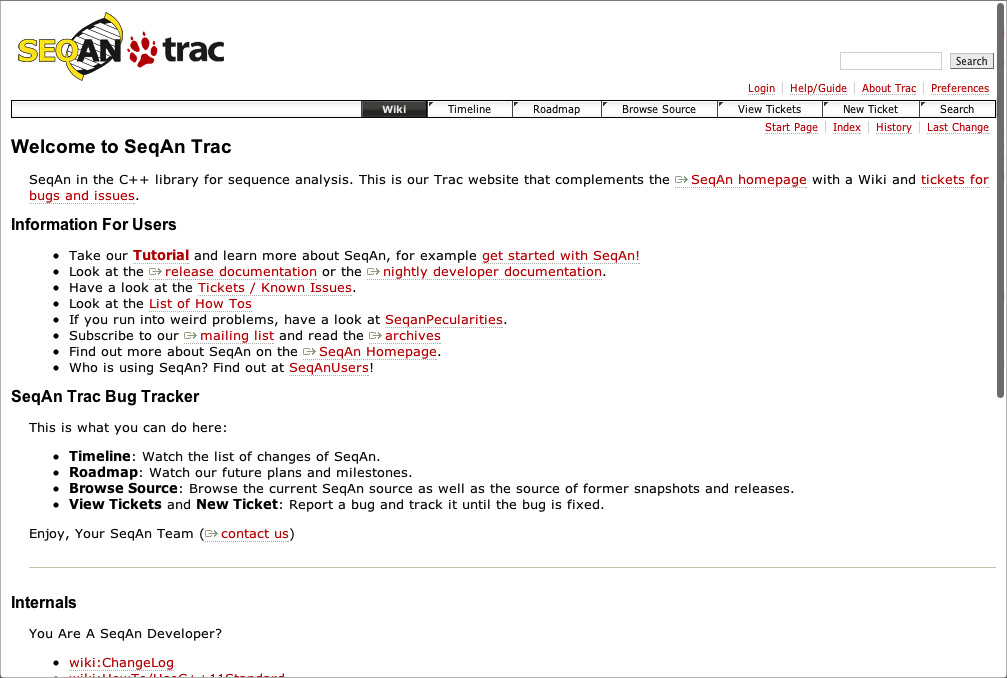 SEQAN trac
Search
Login Help/Guide About Trac Preferences
Wiki Timeline Roadmap Browse Source View Tickets New Ticket Search
Start Page Index History Last Change
Welcome to SeqAn Trac
SeqAn in the C++ library for sequence analysis. This is our Trac website that complements the SeqAn homepage with a Wiki and tickets for
bugs and issues.
Information For Users
• Take our Tutorial and learn more about SeqAn, for example get started with SeqAn!
• Look at the release documentation or the nightly developer documentation.
• Have a look at the Tickets / Known Issues.
• Look at the List of How Tos
• If you run into weird problems, have a look at SeqanPecularities.
• Subscribe to our mailing list and read the archives
• Find out more about SeqAn on the SeqAn Homepage.
• Who is using SeqAn? Find out at SeqAnUsers!
SeqAn Trac Bug Tracker
This is what you can do here:
• Timeline: Watch the list of changes of SeqAn.
• Roadmap: Watch our future plans and milestones.
• Browse Source: Browse the current SeqAn source as well as the source of former snapshots and releases.
• View Tickets and New Ticket: Report a bug and track it until the bug is fixed.
Enjoy, Your SeqAn Team (contact us)
Internals
You Are A SeqAn Developer?
• wiki:ChangeLog
• wiki:HowTo/UseC++11Standard